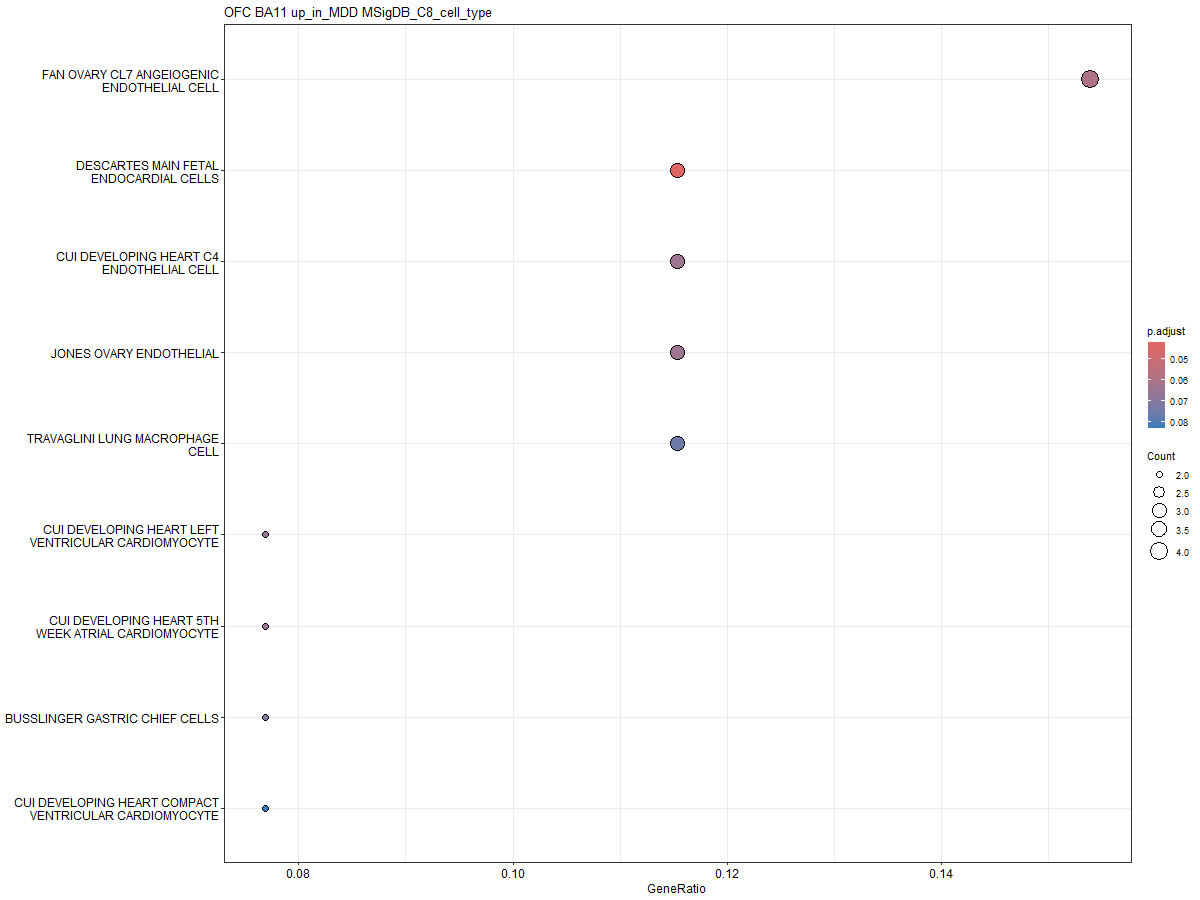 OFC BA11 up_in_MDD MSigDB_C8_cell_type
FAN OVARY CL7 ANGEIOGENIC
ENDOTHELIAL CELL
DESCARTES MAIN FETAL
ENDOCARDIAL CELLS
CUI DEVELOPING HEART C4
ENDOTHELIAL CELL
JONES OVARY ENDOTHELIAL
TRAVAGLINI LUNG MACROPHAGE
CELL
CUI DEVELOPING HEART LEFT
VENTRICULAR CARDIOMYOCYTE
CUI DEVELOPING HEART 5TH
WEEK ATRIAL CARDIOMYOCYTE
BUSSLINGER GASTRIC CHIEF CELLS
CUI DEVELOPING HEART COMPACT
VENTRICULAR CARDIOMYOCYTE
0.08
0.10
0.12
0.14
GeneRatio
p.adjust
0.05
0.06
0.07
0.08
Count
2.0
2.5
3.0
3.5
4.0